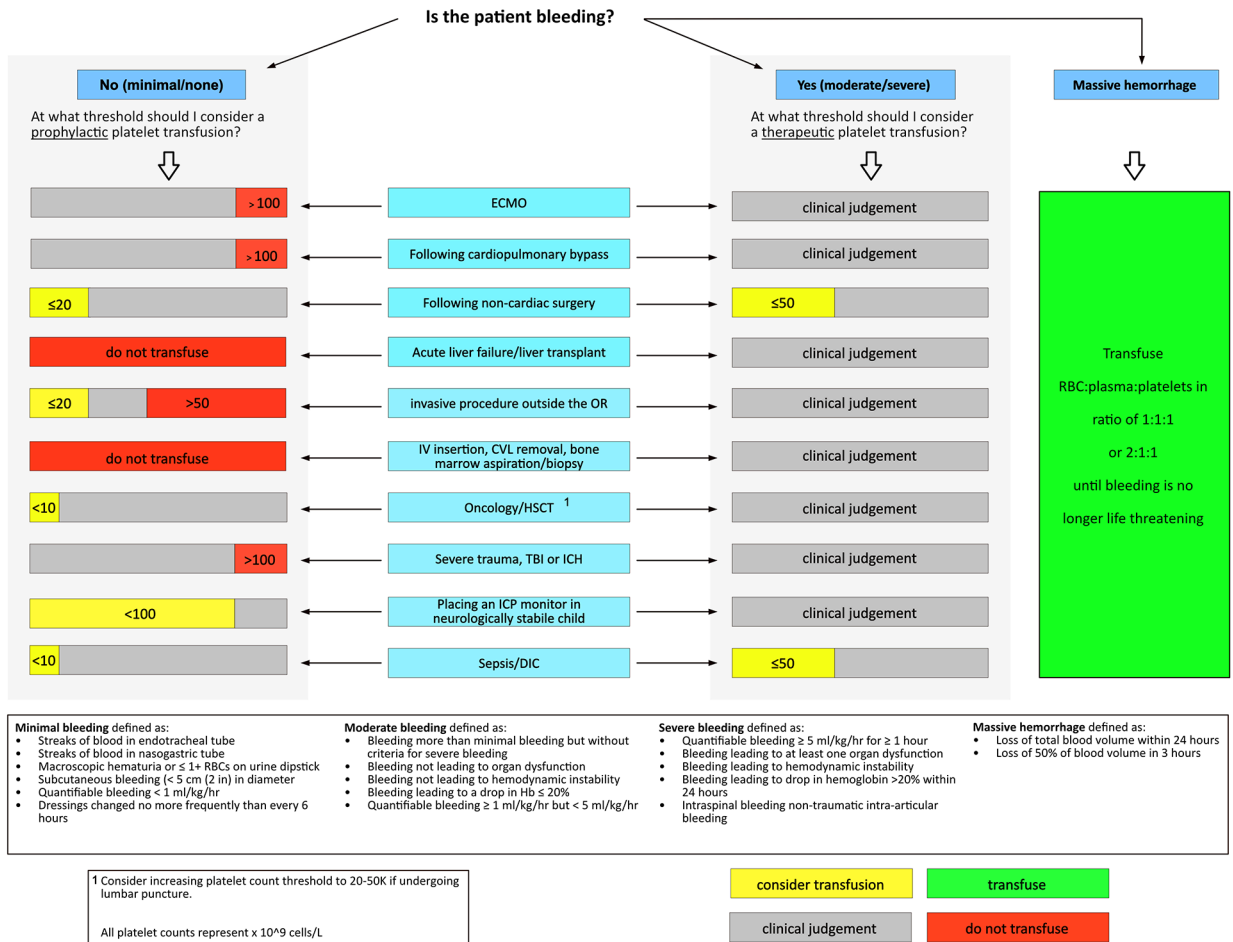 Is the patient bleeding?
No (minimal/none)
Yes (moderate/severe)
Massive hemorrhage
At what threshold should I consider a
prophylactic platelet transfusion?
At what threshold should I consider
a therapeutic platelet transfusion?
>100
ECMO
clinical judgement
>100
Following cardiopulmonary bypass
clinical judgement
≤20
Following non-cardiac surgery
≤50
do not transfuse
Acute liver failure/liver transplant
clinical judgement
≤20
>50
invasive procedure outside the OR
clinical judgement
do not transfuse
IV insertion, CVL removal, bone
marrow aspiration/biopsy
clinical judgement
<10
Oncology/HSCT 1
clinical judgement
>100
Severe trauma, TBI or ICH
clinical judgement
<100
Placing an ICP monitor in
neurologically stabile child
clinical judgement
<10
Sepsis/DIC
≤50
Transfuse
RBC:plasma:platelets in
ratio of 1:1:1
or 2:1:1
until bleeding is no
longer life threatening
Minimal bleeding defined as:
• Streaks of blood in endotracheal tube
• Streaks of blood in nasogastric tube
• Macroscopic hematuria or ≤ 1+ RBCs on urine dipstick
• Subcutaneous bleeding (< 5 cm (2 in) in diameter
• Quantifiable bleeding < 1 ml/kg/hr
• Dressings changed no more frequently than every 6
hours
Moderate bleeding defined as:
• Bleeding more than minimal bleeding but without
criteria for severe bleeding
• Bleeding not leading to organ dysfunction
• Bleeding not leading to hemodynamic instability
• Bleeding leading to a drop in Hb ≤ 20%
• Quantifiable bleeding ≥ 1 ml/kg/hr but < 5 ml/kg/hr
Severe bleeding defined as:
• Quantifiable bleeding ≥ 5 ml/kg/hr for ≥ 1 hour
• Bleeding leading to at least one organ dysfunction
• Bleeding leading to hemodynamic instability
• Bleeding leading to drop in hemoglobin >20% within
24 hours
• Intraspinal bleeding non-traumatic intra-articular
bleeding
Massive hemorrhage defined as:
• Loss of total blood volume within 24 hours
• Loss of 50% of blood volume in 3 hours
1 Consider increasing platelet count threshold to 20-50K if undergoing
lumbar puncture.
All platelet counts represent x 10^9 cells/L
consider transfusion
transfuse
clinical judgement
do not transfuse